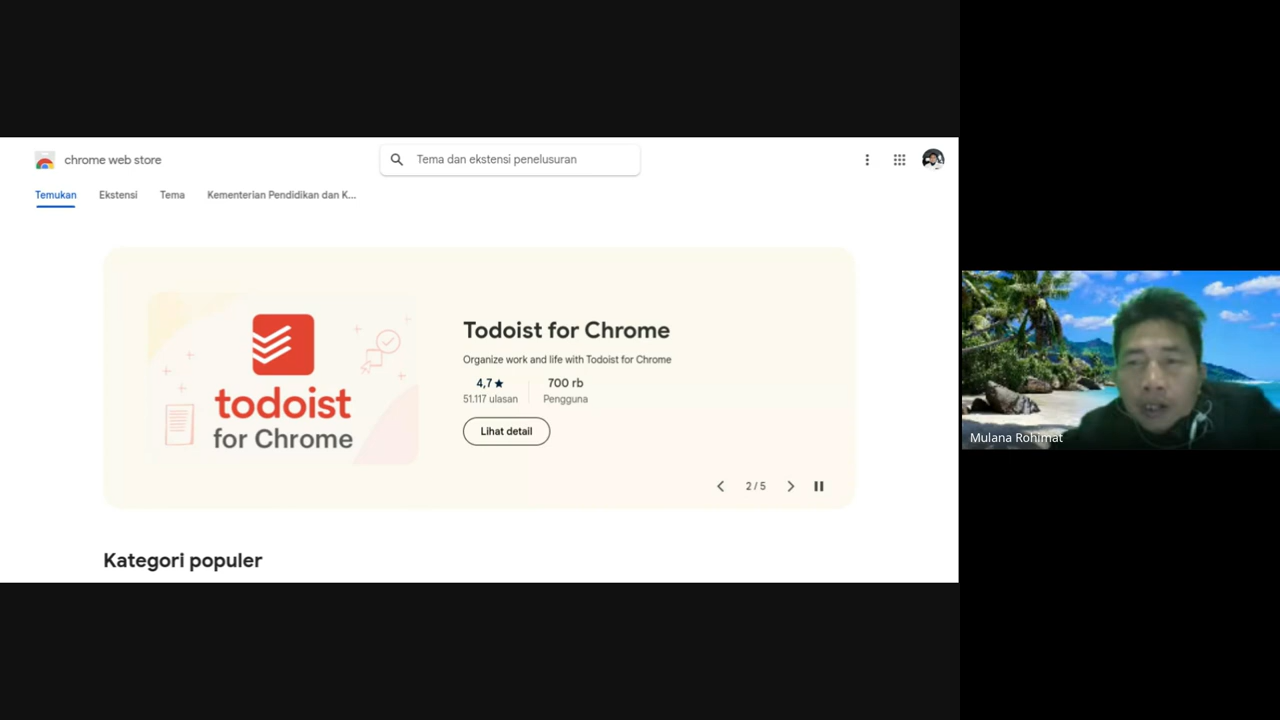 chrome web store
Tema dan ekstensi penelusuran
Temukan Ekstensi Tema Kementerian Pendidikan dan K...
todoist
for Chrome
Todoist for Chrome
Organize work and life with Todoist for Chrome
4,7 ★ 700 rb
51.117 ulasan Pengguna
Lihat detail
2 / 5
Kategori populer
Mulana Rohimat